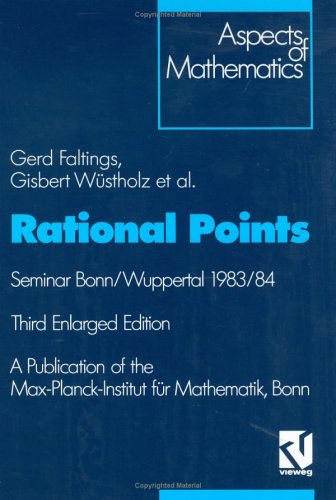 Aspects
of
Mathematics
Gerd Faltings,
Gisbert Wüstholz et al.
Rational Points
Seminar Bonn/Wuppertal 1983/84
Third Enlarged Edition
A Publication of the
Max-Planck-Institut für Mathematik, Bonn
vieweg